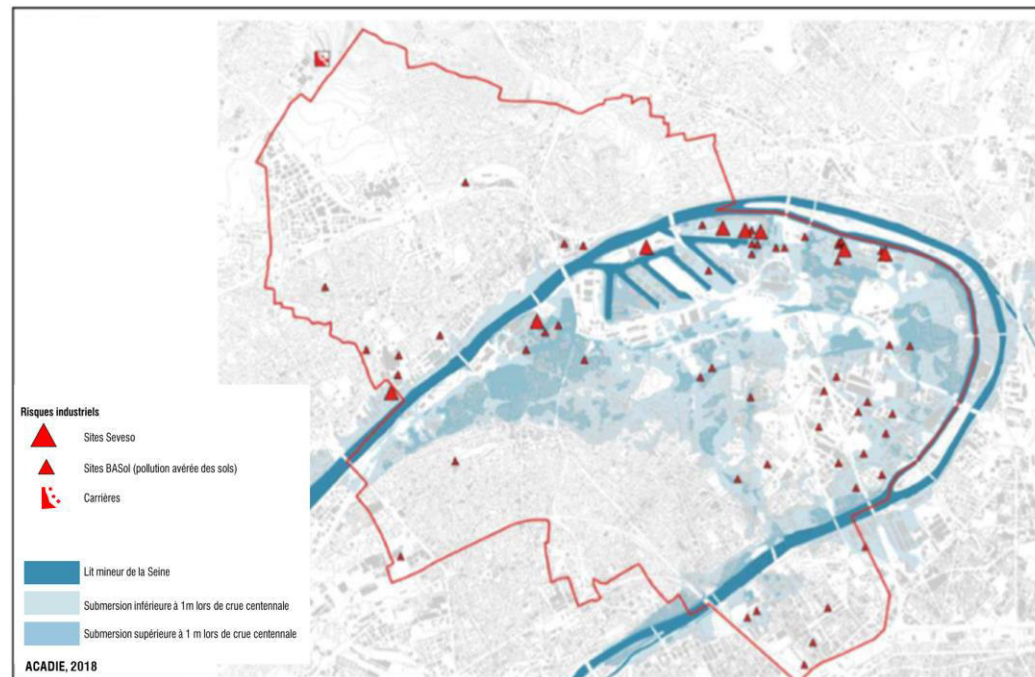 Risques industriels
Sites Seveso
Sites BASol (pollution avérée des sols)
Carrières
Lit mineur de la Seine
Submersion inférieure à 1m lors de crue centennale
Submersion supérieure à 1 m lors de crue centennale
ACADIE, 2018